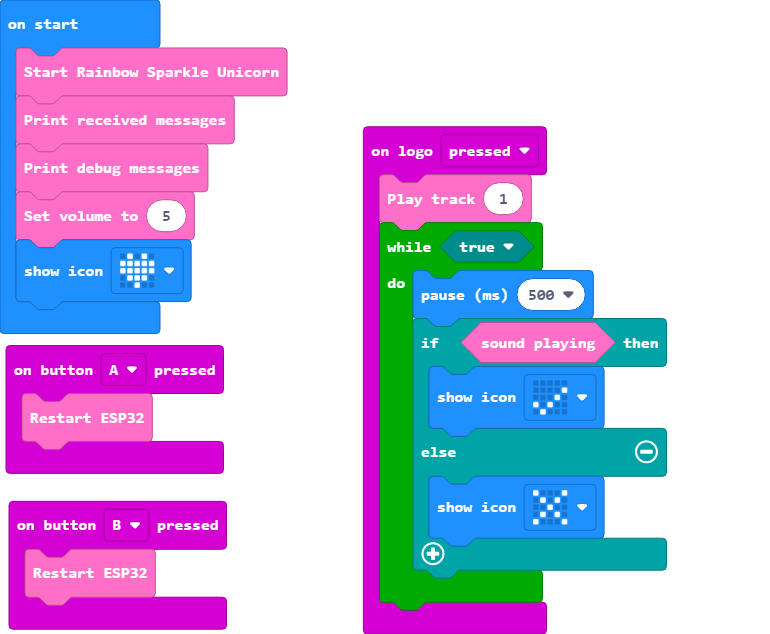 on start
Start Rainbow Sparkle Unicorn
Print received messages
Print debug messages
Set volume to 5
show icon
on button A pressed
Restart ESP32
on button B pressed
Restart ESP32
on logo pressed
Play track 1
while true
do
pause (ms) 500
if sound playing then
show icon
else
show icon